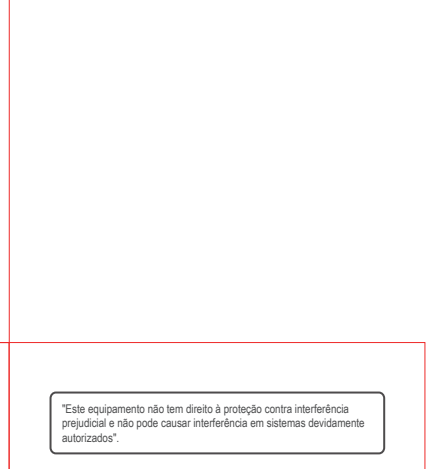 "Este equipamento não tem direito à proteção contra interferência
prejudicial e não pode causar interferência em sistemas devidamente
autorizados".